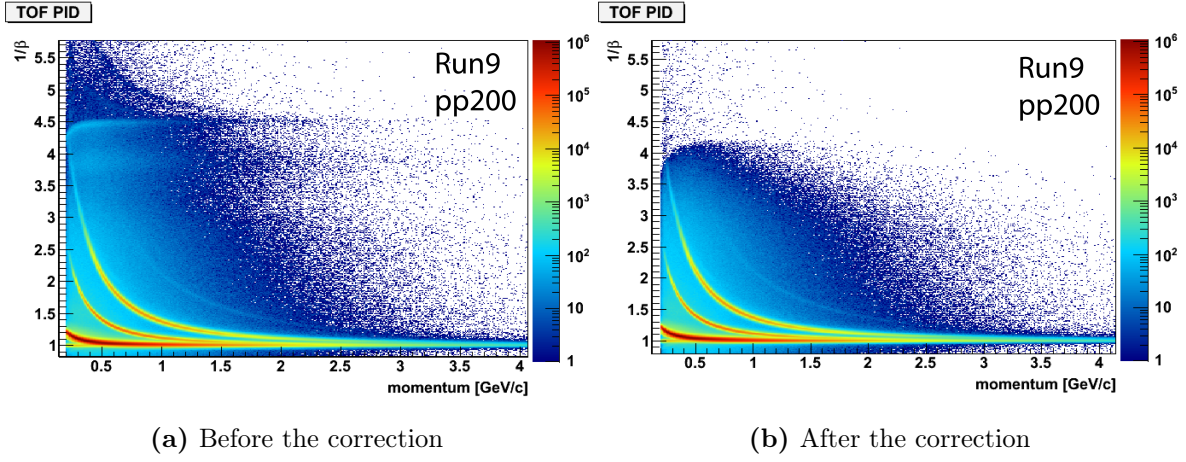 TOF PID
1/β
5.5
5
4.5
4
3.5
3
2.5
2
1.5
1
0.5 1 1.5 2 2.5 3 3.5 4
momentum [GeV/c]
Run9
pp200
10⁶
10⁵
10⁴
10³
10²
10
1
(a) Before the correction
TOF PID
1/β
5.5
5
4.5
4
3.5
3
2.5
2
1.5
1
0.5 1 1.5 2 2.5 3 3.5 4
momentum [GeV/c]
Run9
pp200
10⁶
10⁵
10⁴
10³
10²
10
1
(b) After the correction